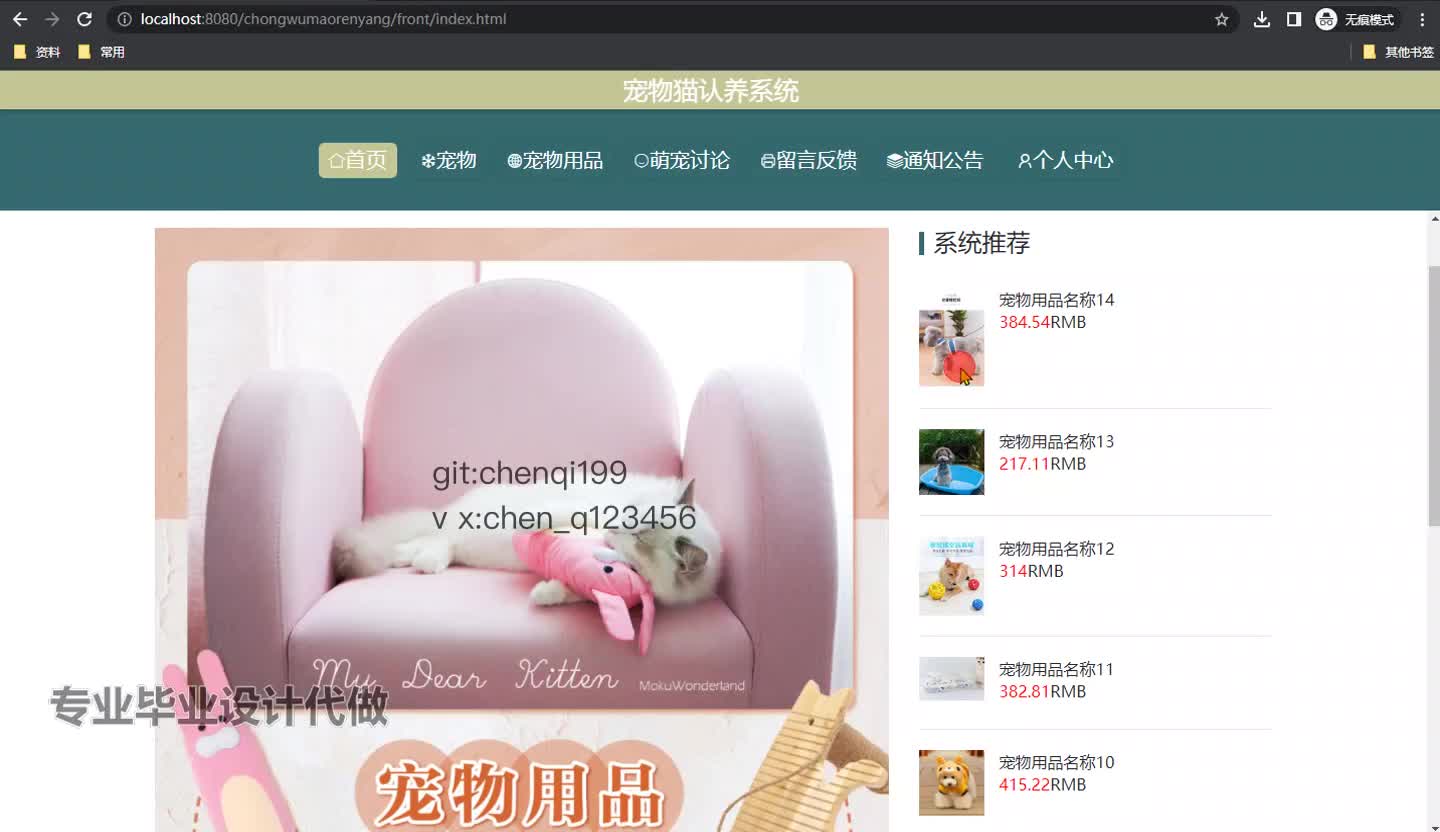 localhost:8080/chongwumaorenyang/front/index.html
无痕模式
资料
常用
其他书签
宠物猫认养系统
首页
宠物
宠物用品
萌宠讨论
留言反馈
通知公告
个人中心
系统推荐
宠物用品名称14
384.54RMB
宠物用品名称13
217.11RMB
宠物用品名称12
314RMB
宠物用品名称11
382.81RMB
宠物用品名称10
415.22RMB
git:chenqi199
v x:chen_q123456
My Dear Kitten
MokuWonderland
专业毕业设计代做
宠物用品